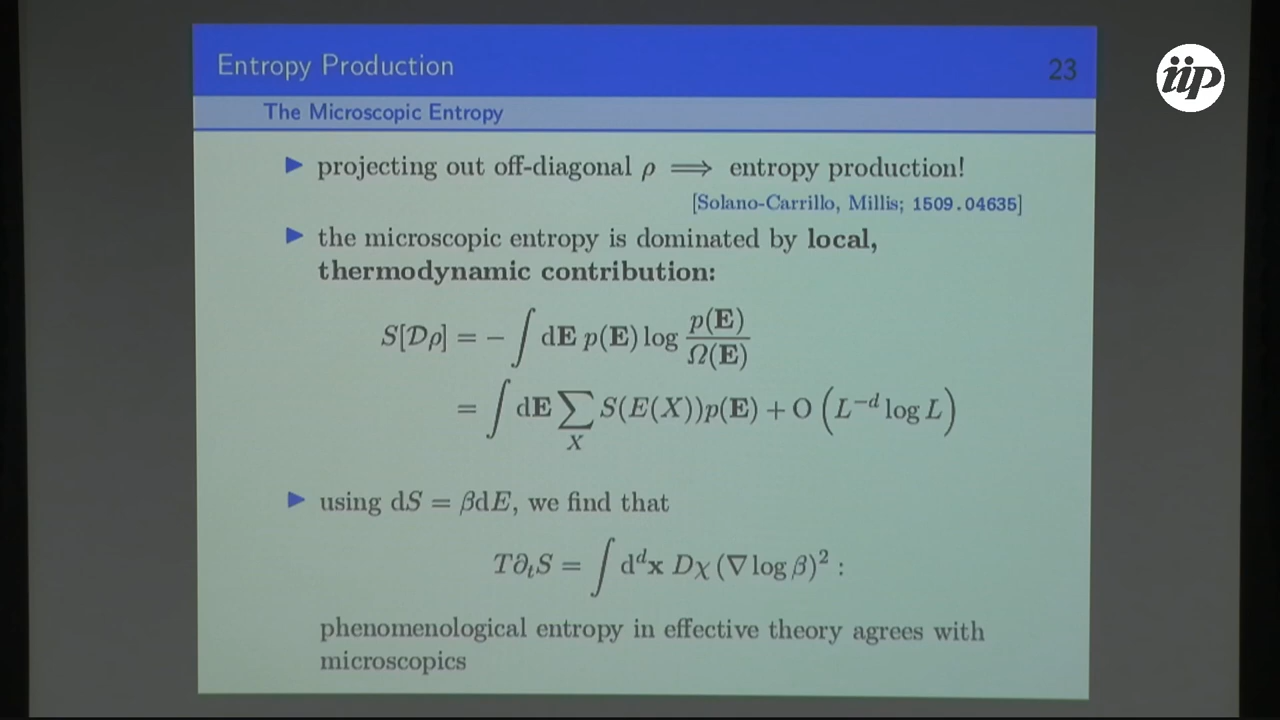 Entropy Production
23
iip
The Microscopic Entropy
▶ projecting out off-diagonal ρ ⟹ entropy production!
[Solano-Carrillo, Millis; 1509.04635]
▶ the microscopic entropy is dominated by local,
thermodynamic contribution:
S[𝒟ρ] = − ∫ dE p(E) log p(E)/Ω(E)
= ∫ dE ∑_X S(E(X))p(E) + O (L^{−d} log L)
▶ using dS = βdE, we find that
T∂_tS = ∫ d^dx Dχ (∇ log β)² :
phenomenological entropy in effective theory agrees with
microscopics